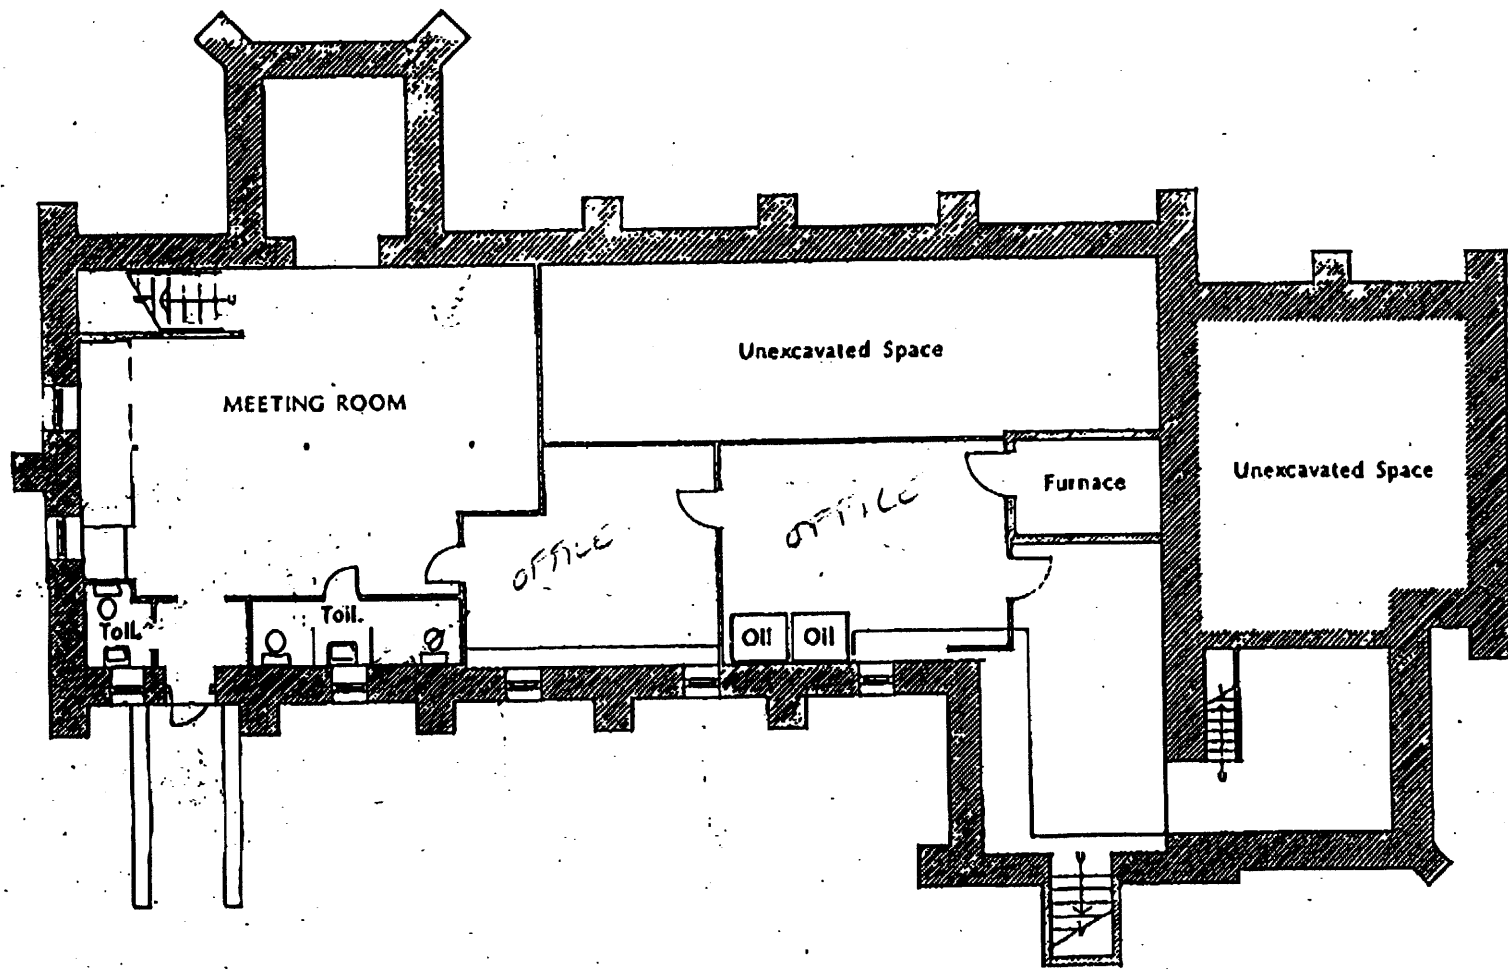 Unexcavated Space
MEETING ROOM
Unexcavated Space
Furnace
OFFICE
OFFICE
Toil.
Toil.
Oil
Oil
U
U
U